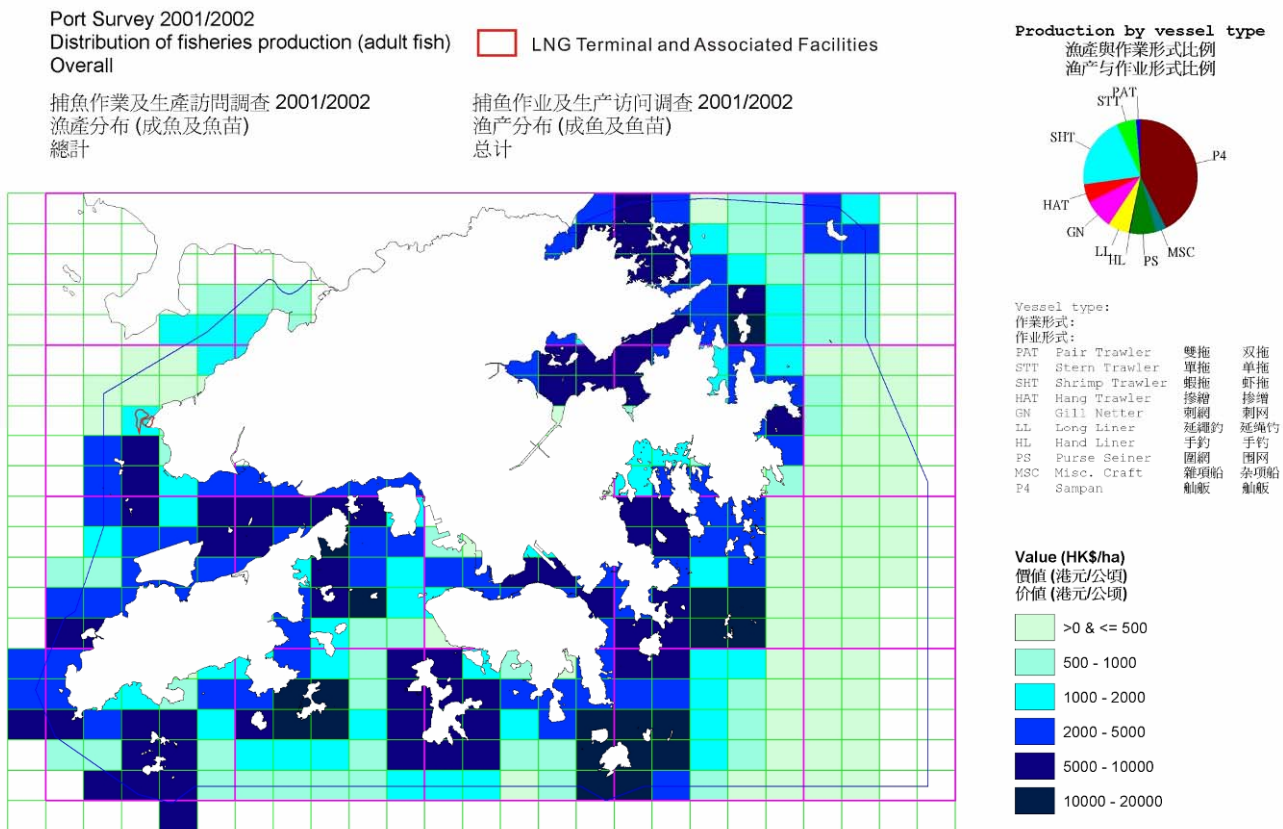 Port Survey 2001/2002
Distribution of fisheries production (adult fish)
Overall
LNG Terminal and Associated Facilities
捕魚作業及生產訪問調查 2001/2002
漁產分布 (成魚及魚苗)
總計
捕鱼作业及生产访问调查 2001/2002
渔产分布 (成鱼及鱼苗)
总计
Production by vessel type
漁產與作業形式比例
渔产与作业形式比例
PAT
STT
SHT
P4
HAT
GN
LL
HL
PS
MSC
Vessel type:
作業形式:
作业形式:
PAT Pair Trawler 雙拖 双拖
STT Stern Trawler 單拖 单拖
SHT Shrimp Trawler 蝦拖 虾拖
HAT Hang Trawler 摻繒 掺缯
GN Gill Netter 刺網 刺网
LL Long Liner 延繩釣 延绳钓
HL Hand Liner 手釣 手钓
PS Purse Seiner 圍網 围网
MSC Misc. Craft 雜項船 杂项船
P4 Sampan 舢舨 舢舨
Value (HK$/ha)
價值 (港元/公頃)
价值 (港元/公顷)
>0 & <= 500
500 - 1000
1000 - 2000
2000 - 5000
5000 - 10000
10000 - 20000